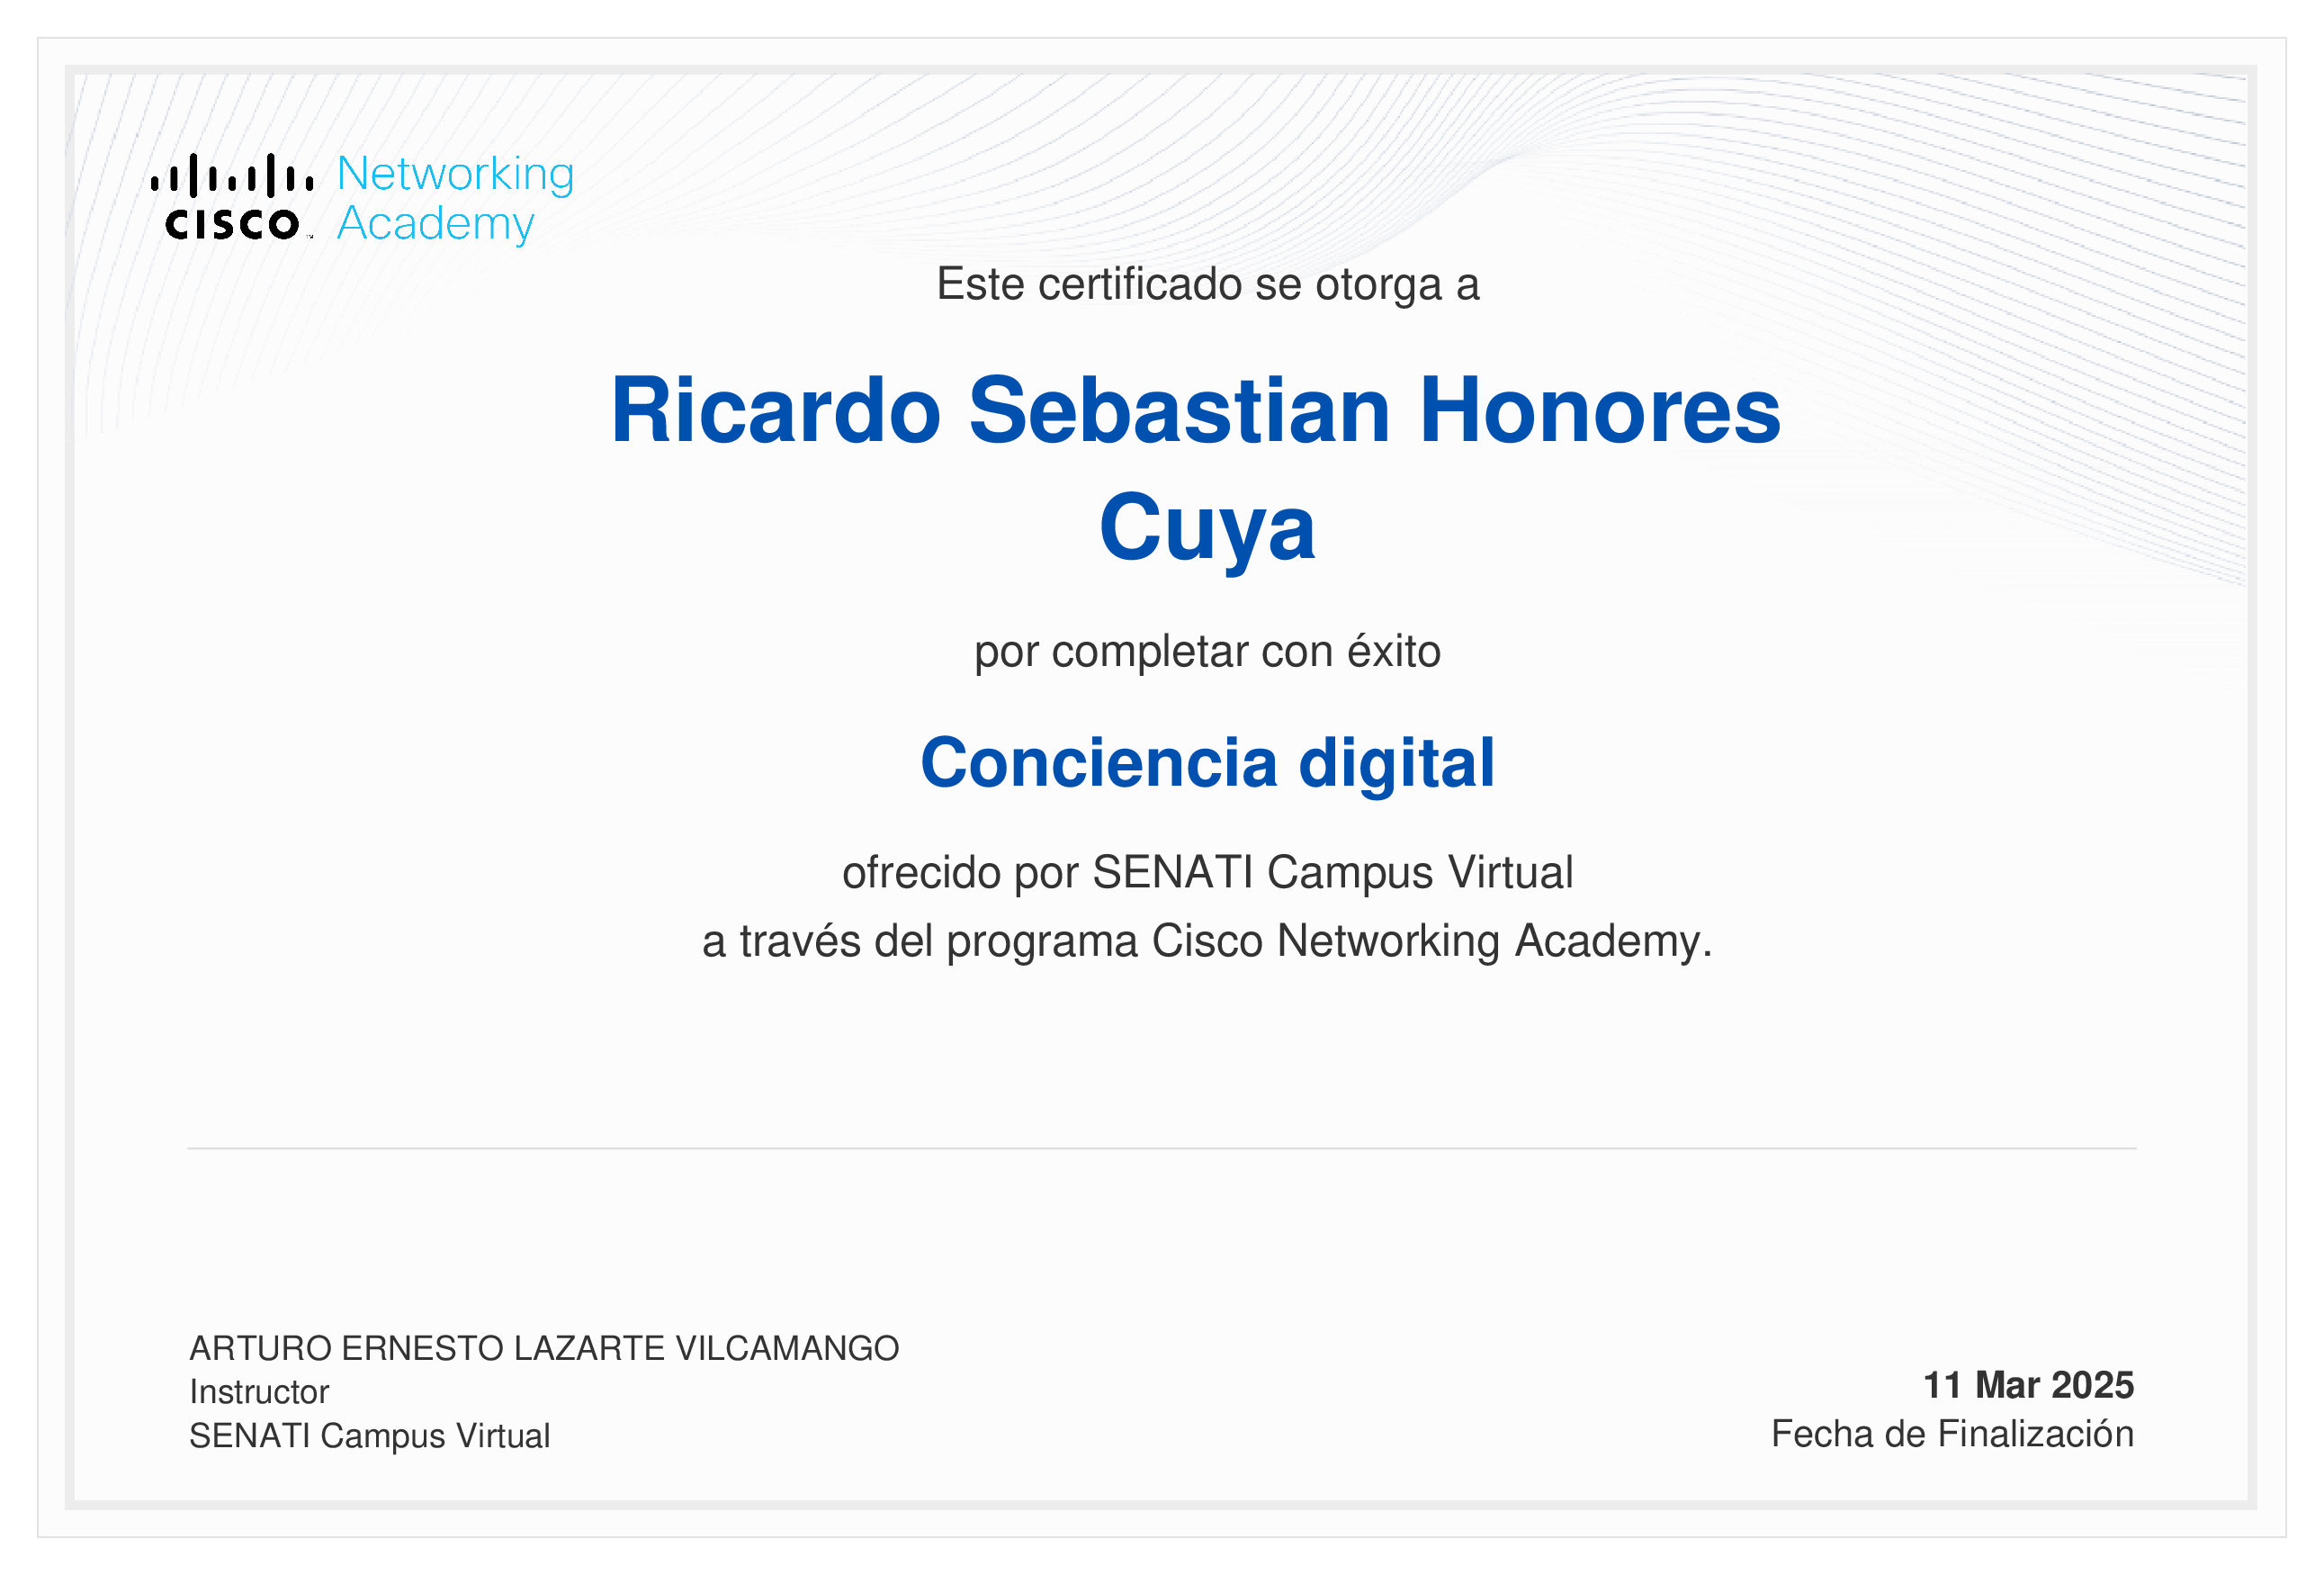 Networking
CISCO Academy
Este certificado se otorga a
Ricardo Sebastian Honores
Cuya
por completar con éxito
Conciencia digital
ofrecido por SENATI Campus Virtual
a través del programa Cisco Networking Academy.
ARTURO ERNESTO LAZARTE VILCAMANGO
Instructor
SENATI Campus Virtual
11 Mar 2025
Fecha de Finalización